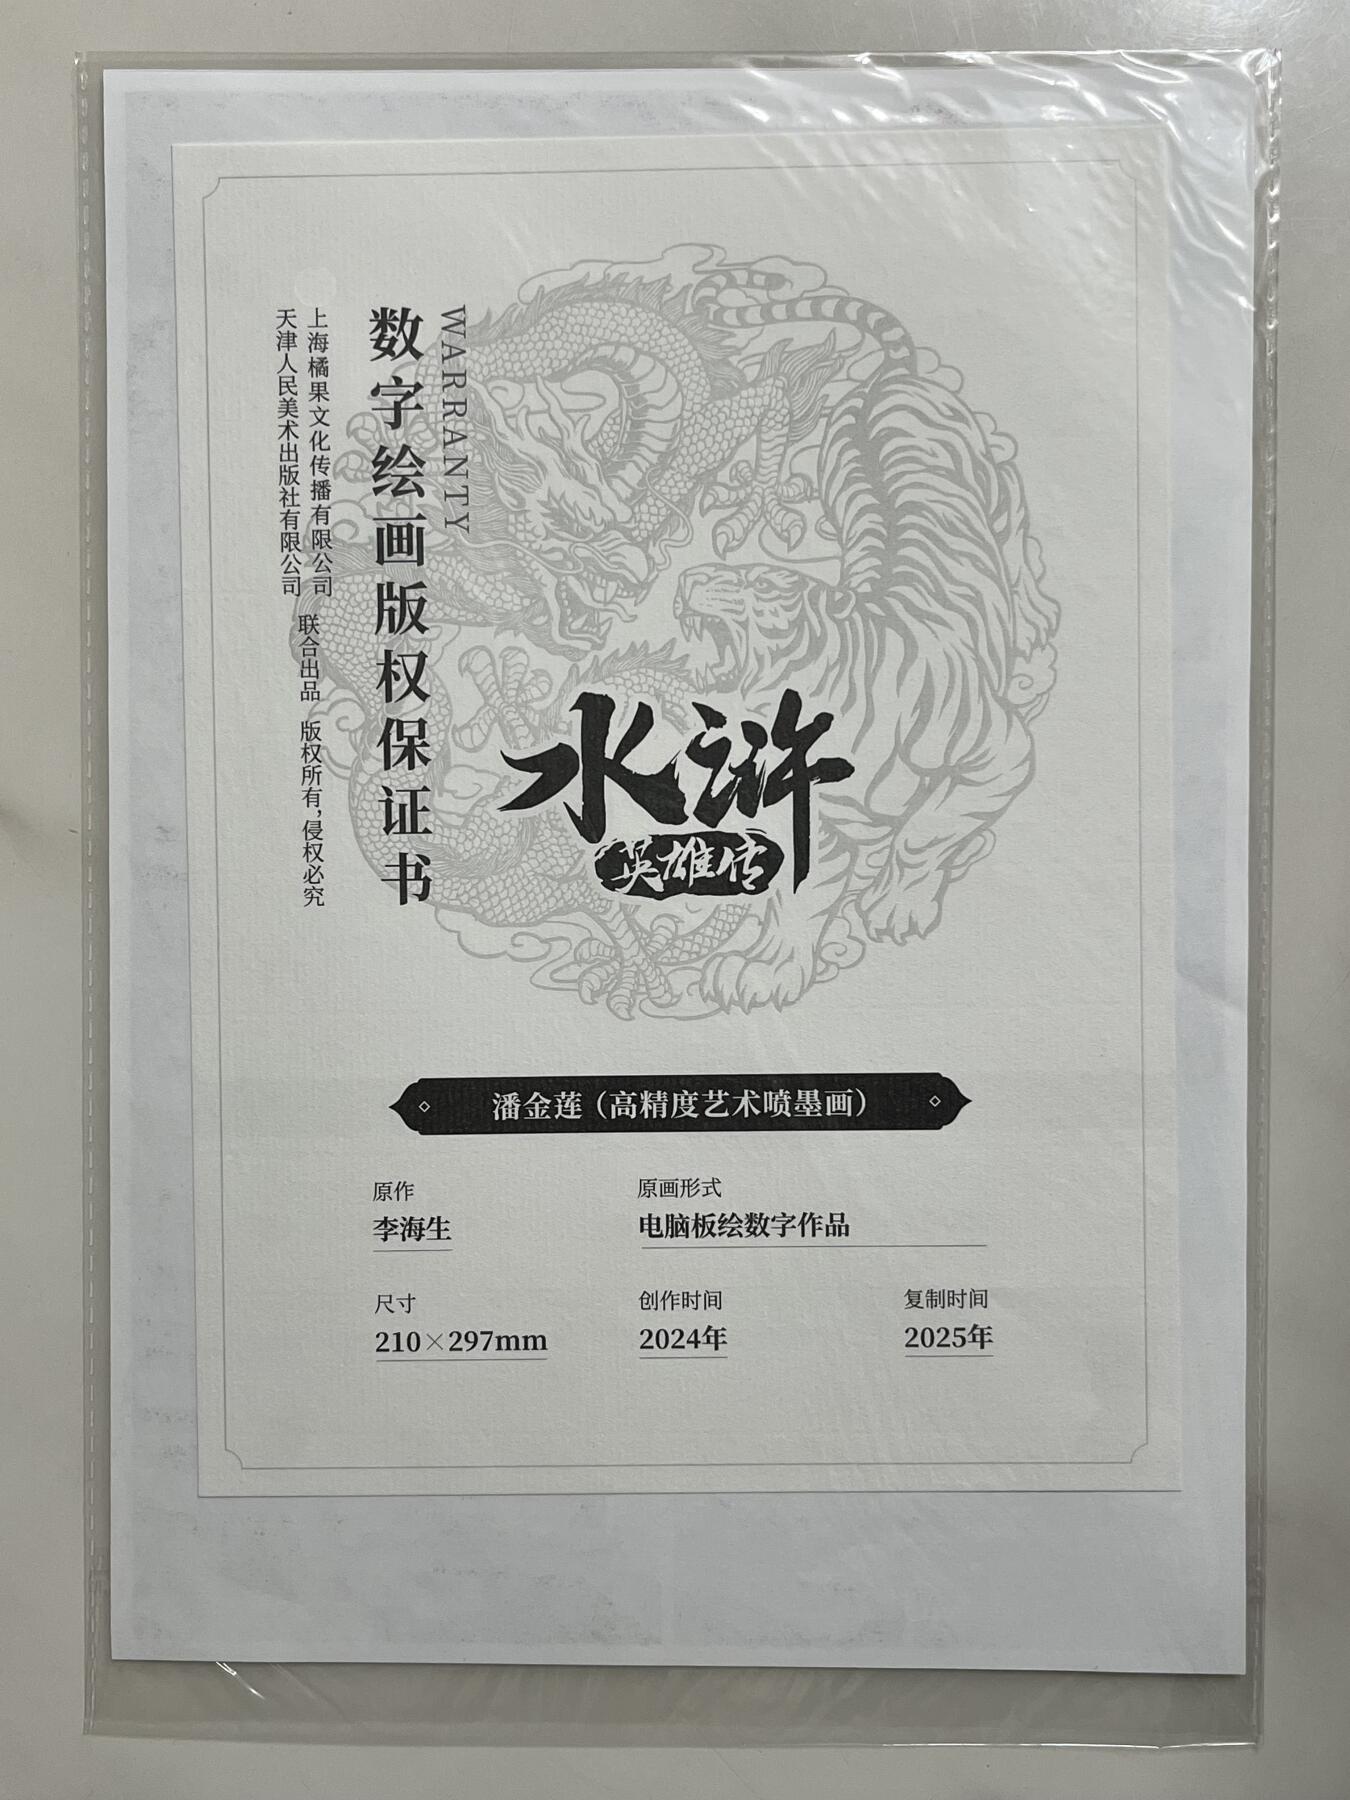 WARRANTY
数字绘画版权保证书
上海橘果文化传播有限公司
天津人民美术出版社有限公司
联合出品 版权所有，侵权必究
水浒
英雄传
潘金莲（高精度艺术喷墨画）
原作
李海生
原画形式
电脑板绘数字作品
尺寸
210×297mm
创作时间
2024年
复制时间
2025年